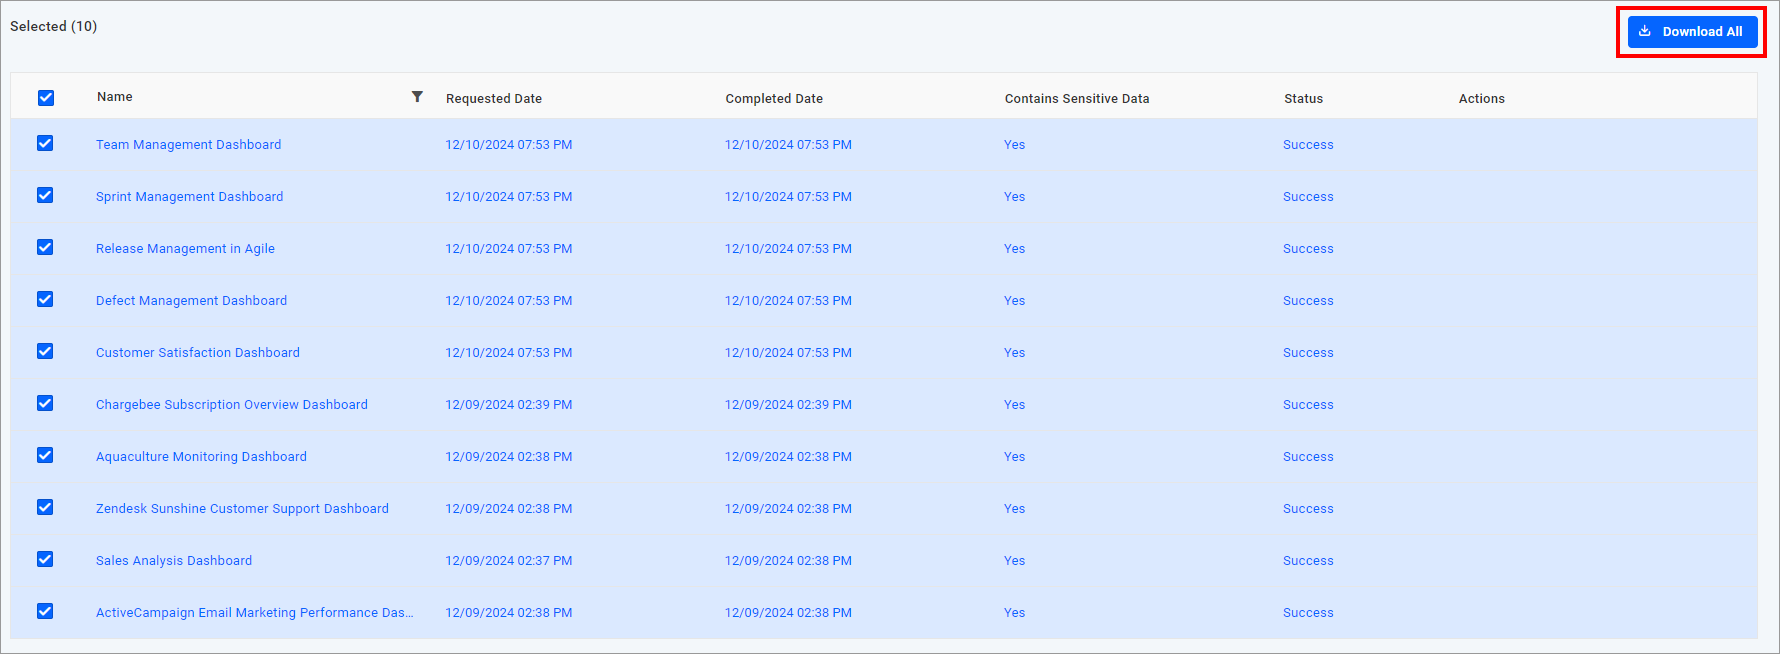 Selected (10)
Download All
Name Requested Date Completed Date Contains Sensitive Data Status Actions
Team Management Dashboard 12/10/2024 07:53 PM 12/10/2024 07:53 PM Yes Success
Sprint Management Dashboard 12/10/2024 07:53 PM 12/10/2024 07:53 PM Yes Success
Release Management in Agile 12/10/2024 07:53 PM 12/10/2024 07:53 PM Yes Success
Defect Management Dashboard 12/10/2024 07:53 PM 12/10/2024 07:53 PM Yes Success
Customer Satisfaction Dashboard 12/10/2024 07:53 PM 12/10/2024 07:53 PM Yes Success
Chargebee Subscription Overview Dashboard 12/09/2024 02:39 PM 12/09/2024 02:39 PM Yes Success
Aquaculture Monitoring Dashboard 12/09/2024 02:38 PM 12/09/2024 02:38 PM Yes Success
Zendesk Sunshine Customer Support Dashboard 12/09/2024 02:38 PM 12/09/2024 02:38 PM Yes Success
Sales Analysis Dashboard 12/09/2024 02:37 PM 12/09/2024 02:38 PM Yes Success
ActiveCampaign Email Marketing Performance Das... 12/09/2024 02:38 PM 12/09/2024 02:38 PM Yes Success